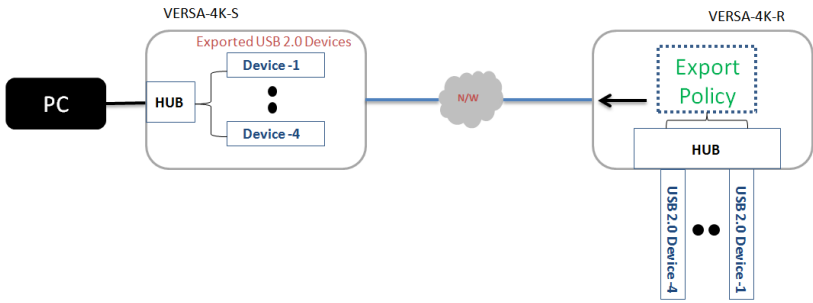 VERSA-4K-S
VERSA-4K-R
Exported USB 2.0 Devices
Device -1
PC
HUB
Device -4
N/W
Export
Policy
HUB
USB 2.0 Device-4
USB 2.0 Device-1